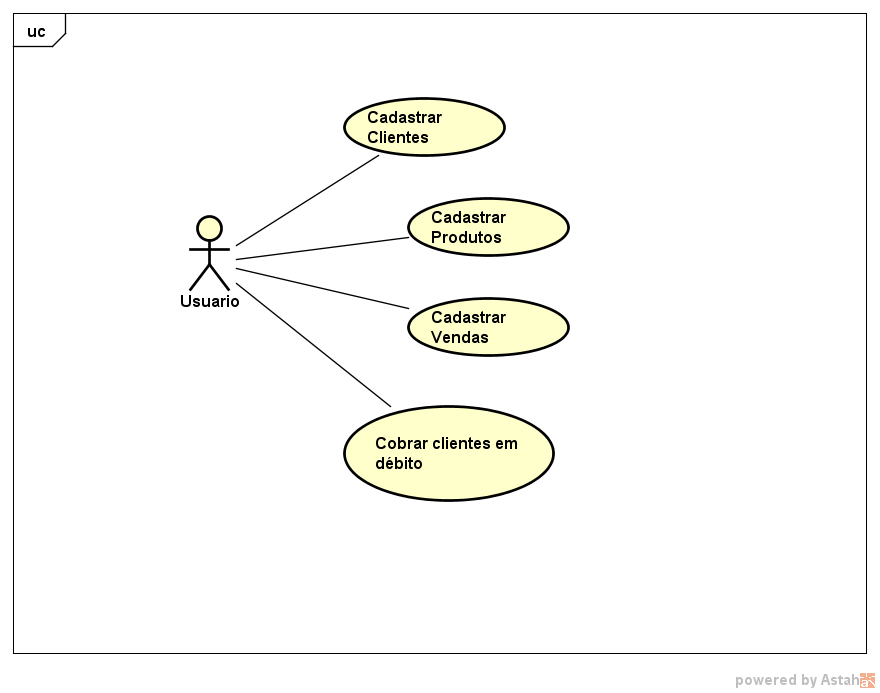 uc
Cadastrar
Clientes
Cadastrar
Produtos
Usuario
Cadastrar
Vendas
Cobrar clientes em
débito
powered by Astah